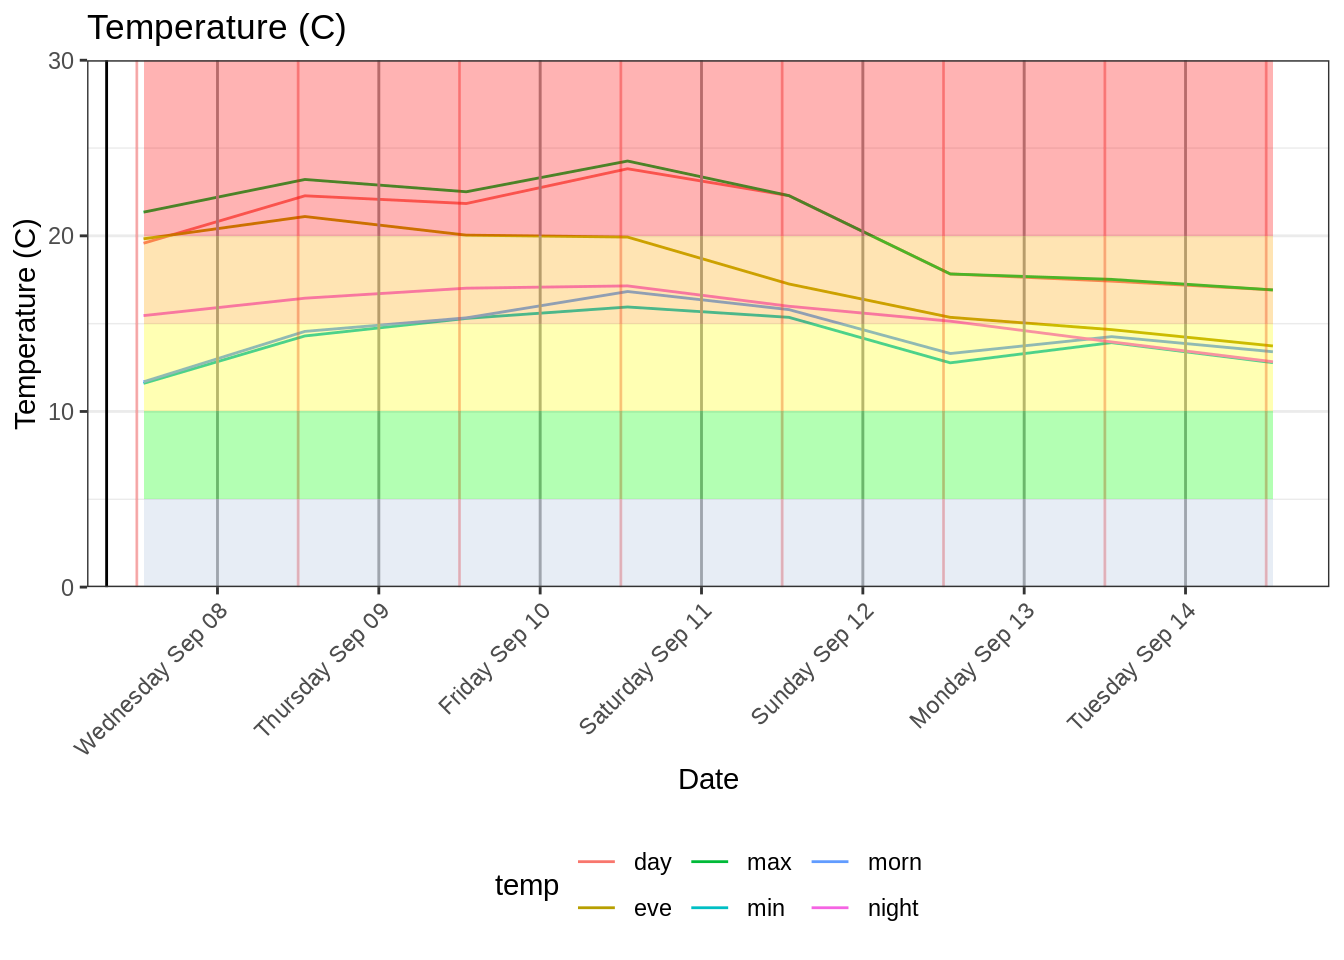 Temperature (C)
Temperature (C)
30
20
10
0
Wednesday Sep 08
Thursday Sep 09
Friday Sep 10
Saturday Sep 11
Sunday Sep 12
Monday Sep 13
Tuesday Sep 14
Date
temp
day
max
morn
eve
min
night